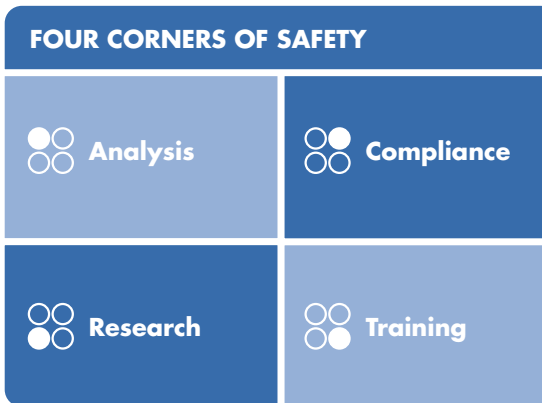 FOUR CORNERS OF SAFETY
Analysis
Compliance
Research
Training